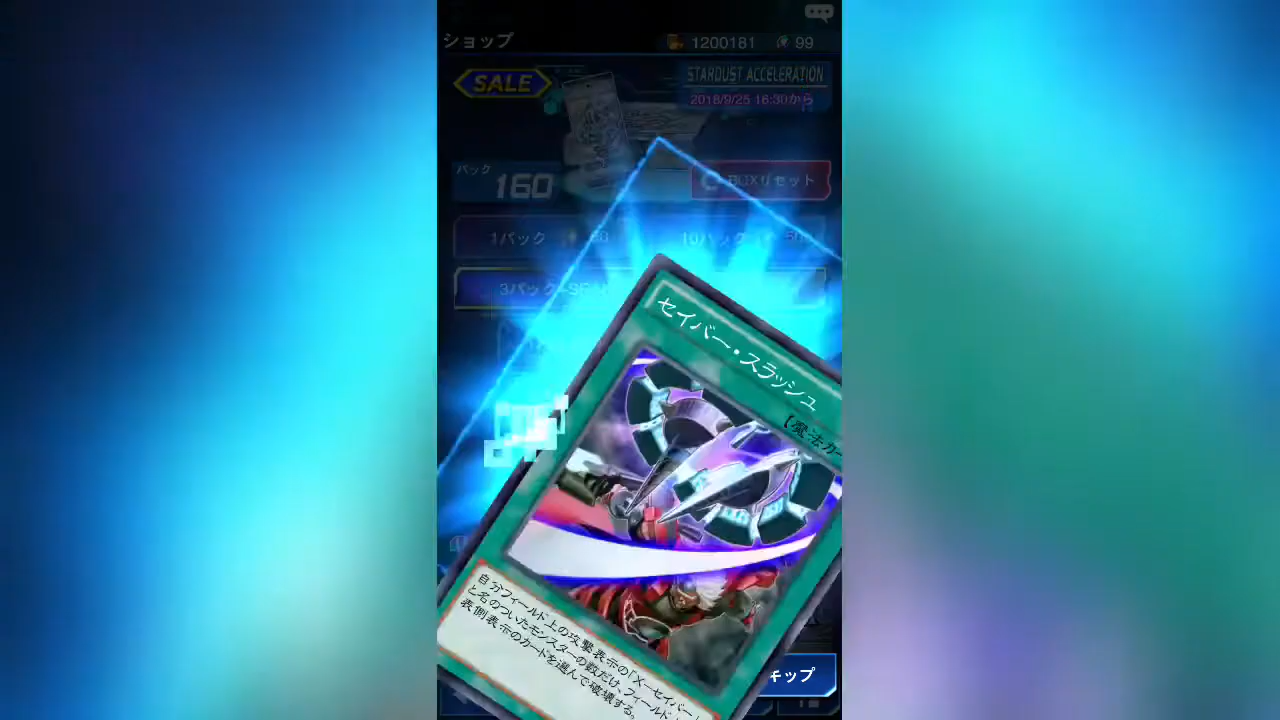 ショップ
1200181
99
SALE
STARDUST ACCELERATION
2018/9/25 16:30から
パック
160
BOXリセット
1パック
10パック
3パック
セイバー・スラッシュ
【魔法カー
自分フィールド上の攻撃表示の「X－セイバー」
と名のついたモンスターの数だけ、フィールド上
表側表示のカードを選んで破壊する。
キップ